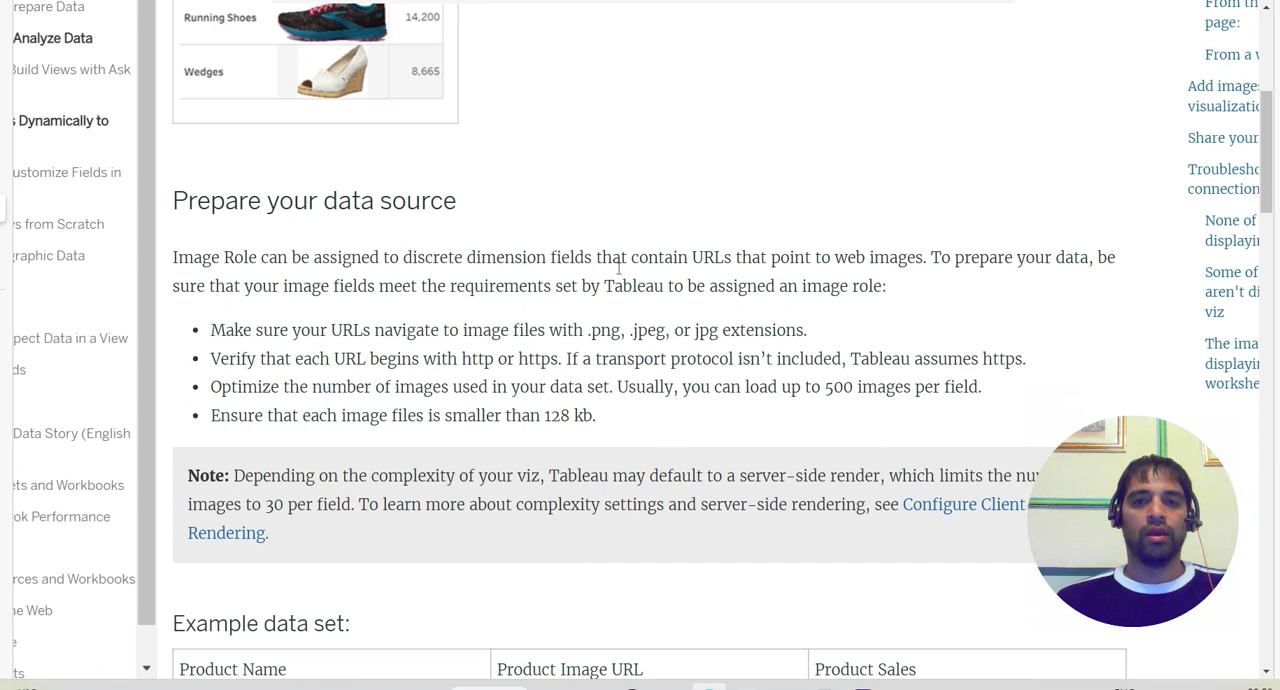 repare Data
Analyze Data
Build Views with Ask
s Dynamically to
ustomize Fields in
vs from Scratch
graphic Data
pect Data in a View
ds
Data Story (English
ets and Workbooks
ok Performance
rces and Workbooks
ne Web
e
ts
Running Shoes 14,200
Wedges 8,665
Prepare your data source
Image Role can be assigned to discrete dimension fields that contain URLs that point to web images. To prepare your data, be
sure that your image fields meet the requirements set by Tableau to be assigned an image role:
• Make sure your URLs navigate to image files with .png, .jpeg, or jpg extensions.
• Verify that each URL begins with http or https. If a transport protocol isn’t included, Tableau assumes https.
• Optimize the number of images used in your data set. Usually, you can load up to 500 images per field.
• Ensure that each image files is smaller than 128 kb.
Note: Depending on the complexity of your viz, Tableau may default to a server-side render, which limits the nu
images to 30 per field. To learn more about complexity settings and server-side rendering, see Configure Client
Rendering.
Example data set:
Product Name Product Image URL Product Sales
From th
page:
From a
Add image
visualizatio
Share your
Troublesho
connection
None of
displayin
Some of
aren't di
viz
The ima
displayin
workshe